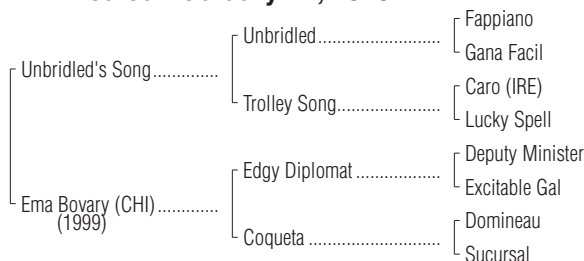 Fappiano
Unbridled
Gana Facil
Unbridled's Song
Caro (IRE)
Trolley Song
Lucky Spell
Deputy Minister
Edgy Diplomat
Excitable Gal
Ema Bovary (CHI)
(1999)
Domineau
Coqueta
Sucursal